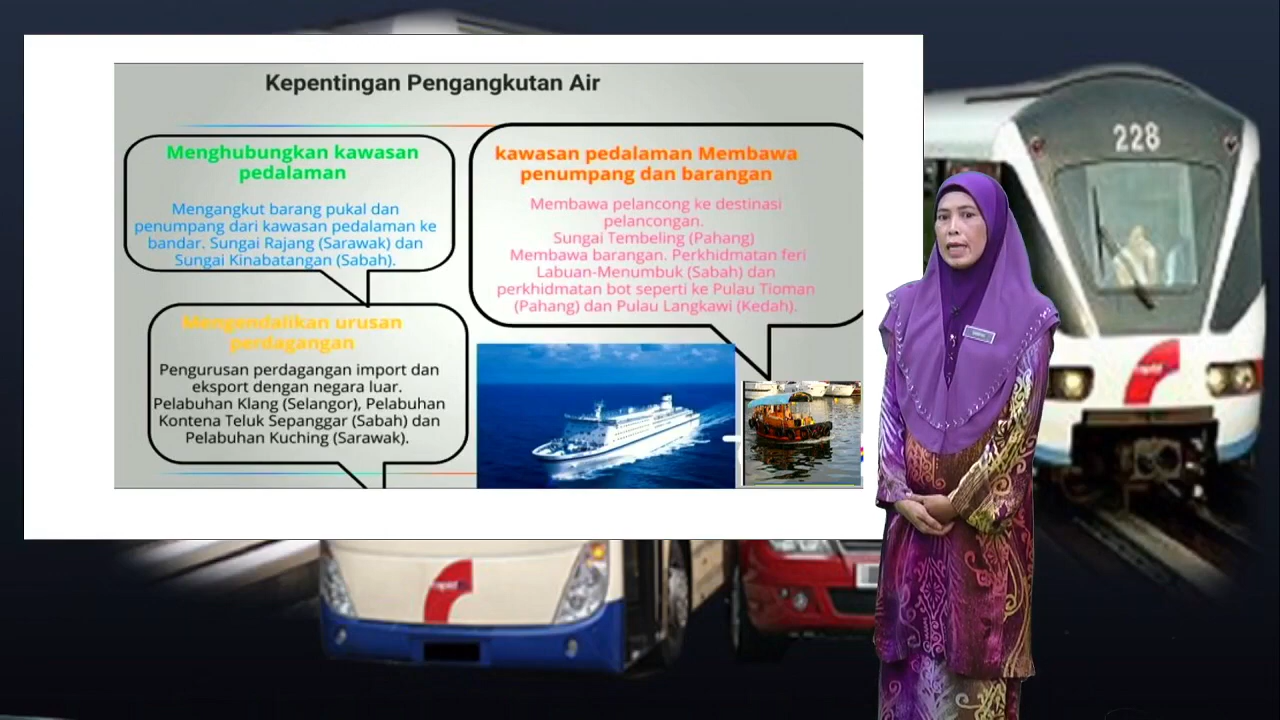 Kepentingan Pengangkutan Air
Menghubungkan kawasan
pedalaman
Mengangkut barang pukal dan
penumpang dari kawasan pedalaman ke
bandar. Sungai Rajang (Sarawak) dan
Sungai Kinabatangan (Sabah).
kawasan pedalaman Membawa
penumpang dan barangan
Membawa pelancong ke destinasi
pelancongan.
Sungai Tembeling (Pahang)
Membawa barangan. Perkhidmatan feri
Labuan-Menumbuk (Sabah) dan
perkhidmatan bot seperti ke Pulau Tioman
(Pahang) dan Pulau Langkawi (Kedah).
Mengendalikan urusan
perdagangan
Pengurusan perdagangan import dan
eksport dengan negara luar.
Pelabuhan Klang (Selangor), Pelabuhan
Kontena Teluk Sepanggar (Sabah) dan
Pelabuhan Kuching (Sarawak).
228